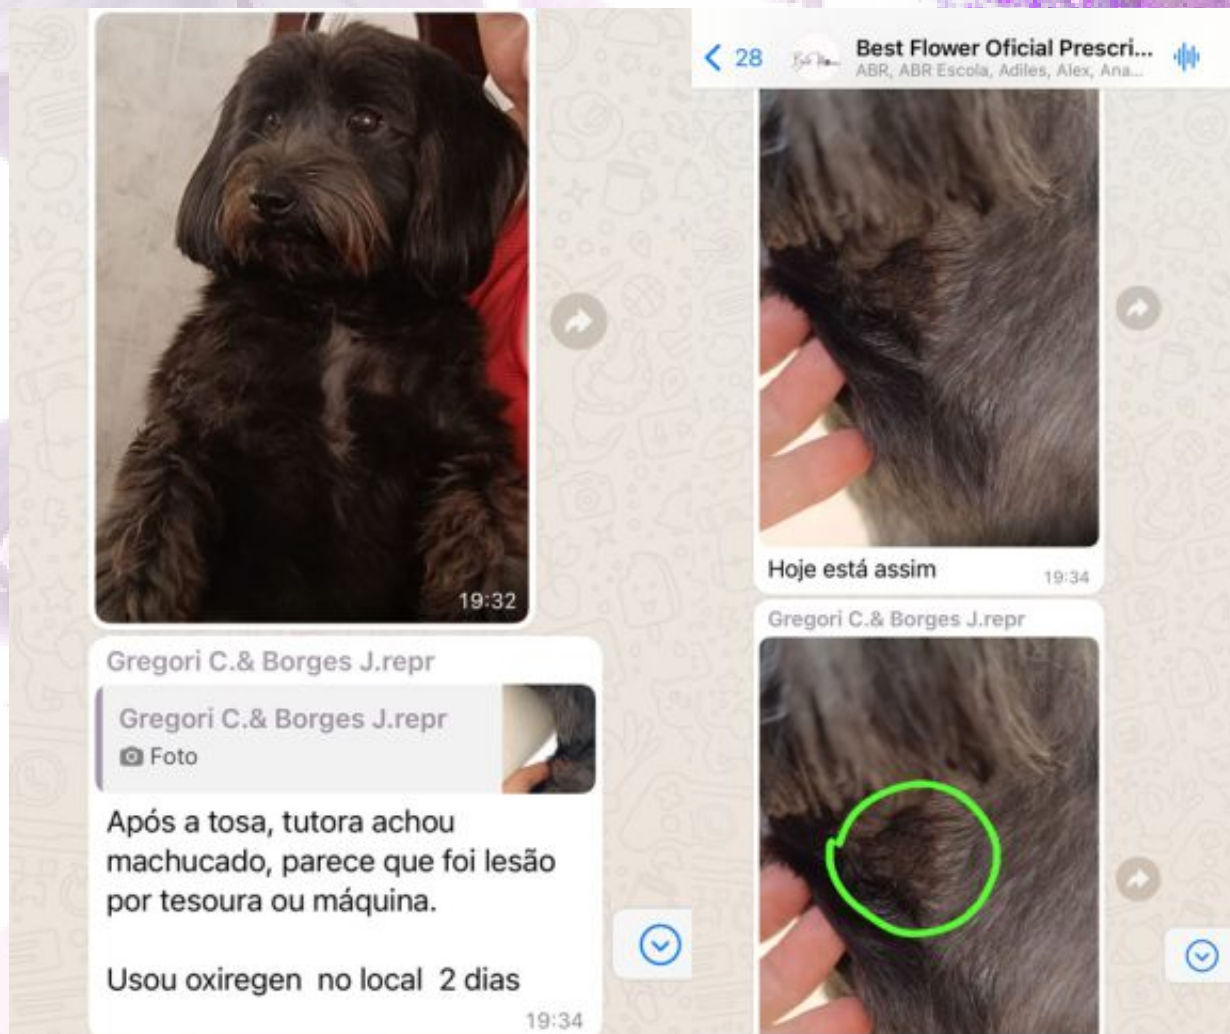 19:32
Gregori C.& Borges J.repr
Gregori C.& Borges J.repr
Foto
Após a tosa, tutora achou
machucado, parece que foi lesão
por tesoura ou máquina.
Usou oxiregen no local 2 dias
19:34
28
Best Flower Oficial Prescri...
ABR, ABR Escola, Adiles, Alex, Ana...
Hoje está assim
19:34
Gregori C.& Borges J.repr